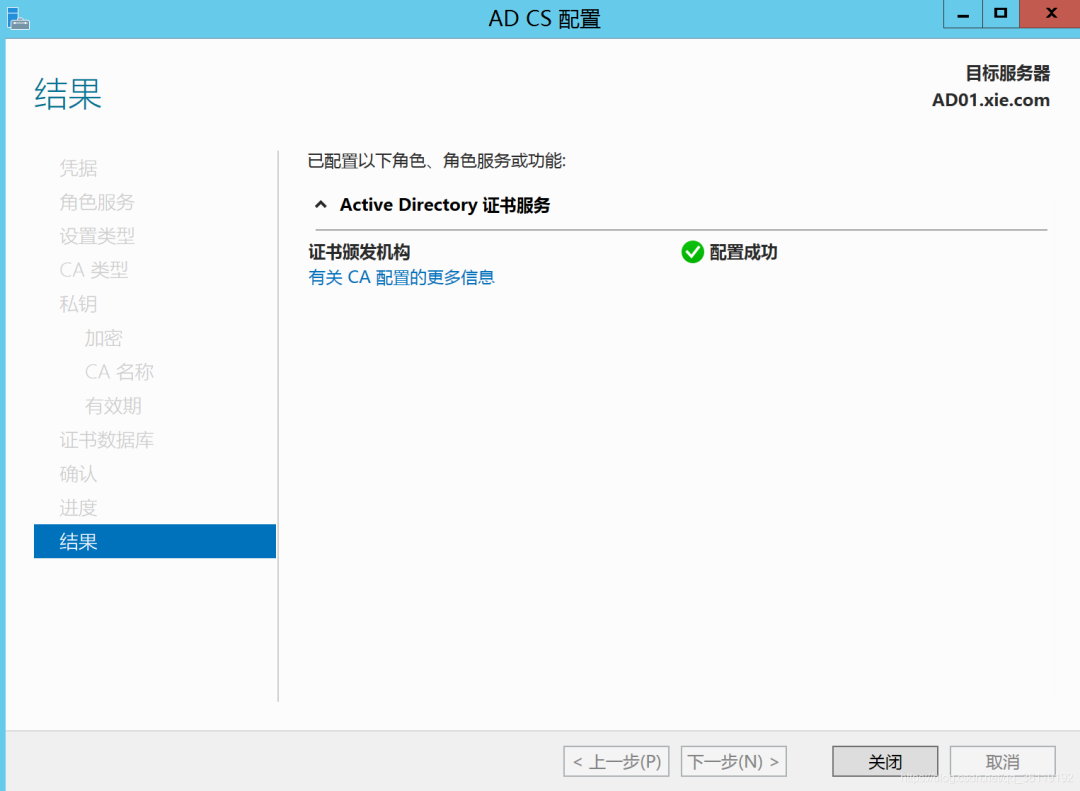 AD CS 配置
结果
目标服务器
AD01.xie.com
凭据
角色服务
设置类型
CA 类型
私钥
加密
CA 名称
有效期
证书数据库
确认
进度
结果
已配置以下角色、角色服务或功能:
Active Directory 证书服务
证书颁发机构 配置成功
有关 CA 配置的更多信息
< 上一步(P) 下一步(N) > 关闭 取消